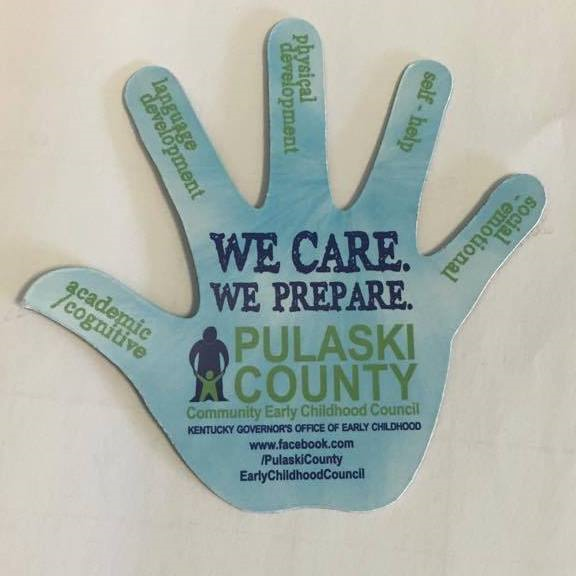 academic
/cognitive
language
development
physical
development
self - help
social
- emotional
WE CARE.
WE PREPARE.
PULASKI
COUNTY
Community Early Childhood Council
KENTUCKY GOVERNOR'S OFFICE OF EARLY CHILDHOOD
www.facebook.com
/PulaskiCounty
EarlyChildhoodCouncil